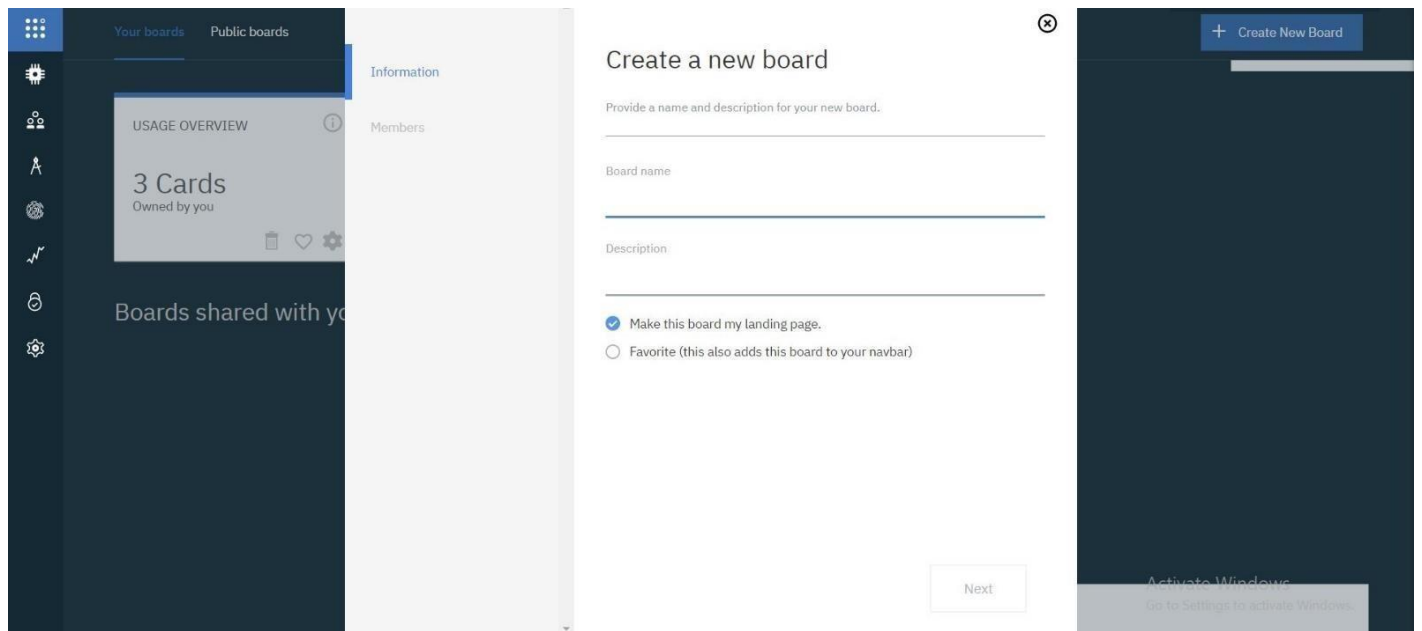 Your boards Public boards
Create New Board
USAGE OVERVIEW
3 Cards
Owned by you
Boards shared with yo
Information
Members
Create a new board
Provide a name and description for your new board.
Board name
Description
Make this board my landing page.
Favorite (this also adds this board to your navbar)
Next
Activate Windows
Go to Settings to activate Windows.